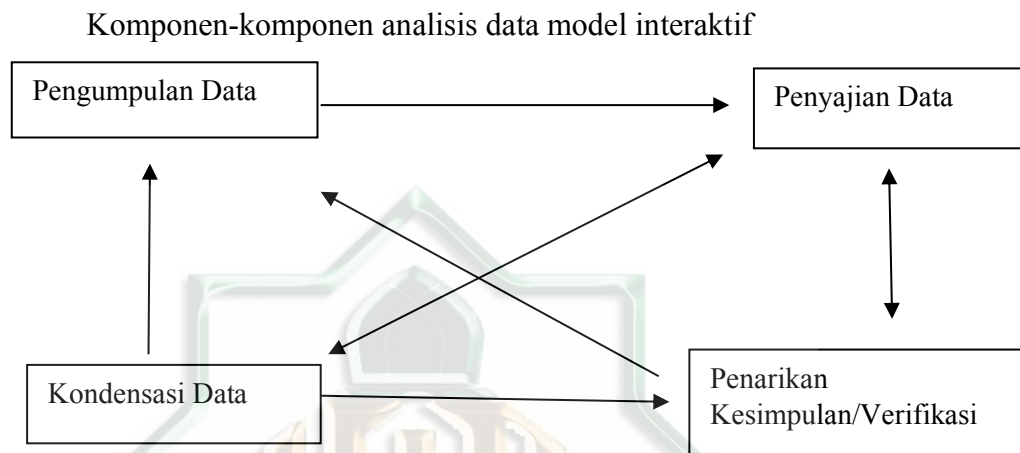 Komponen-komponen analisis data model interaktif
Pengumpulan Data
Penyajian Data
Kondensasi Data
Penarikan
Kesimpulan/Verifikasi